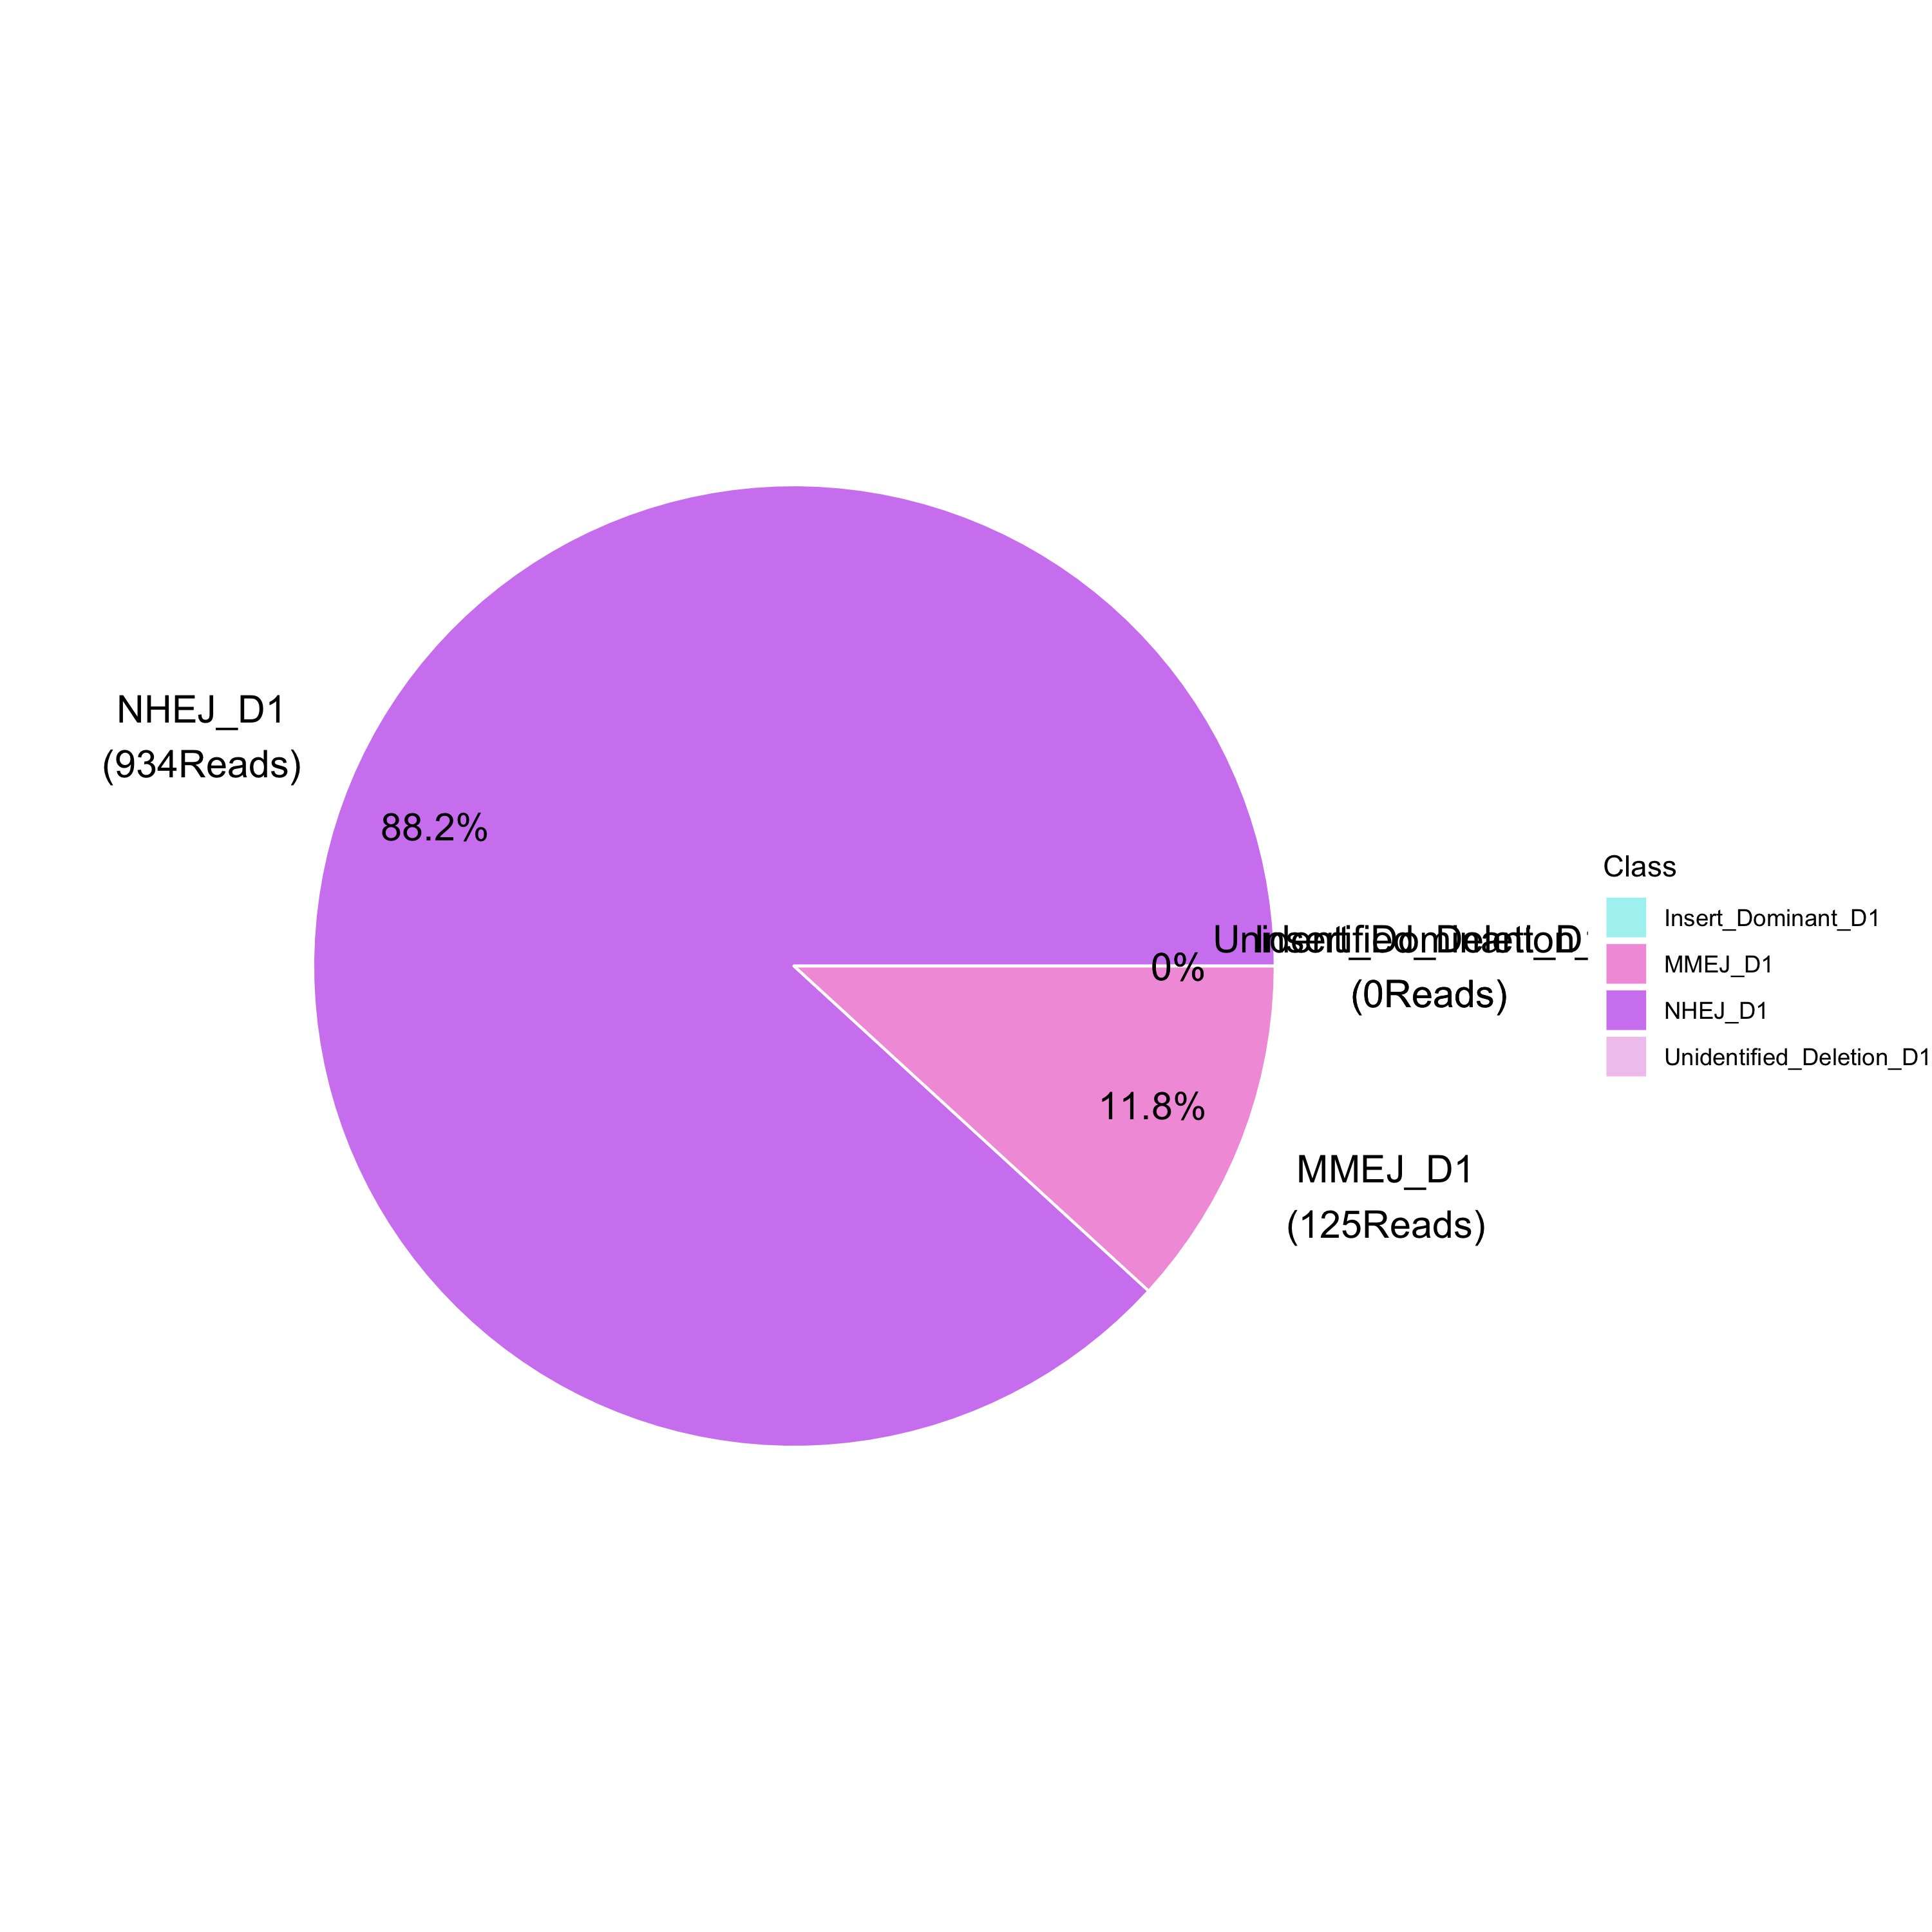 NHEJ_D1
(934Reads)
88.2%
0%
(0Reads)
11.8%
MMEJ_D1
(125Reads)
Class
Insert_Dominant_D1
MMEJ_D1
NHEJ_D1
Unidentified_Deletion_D1